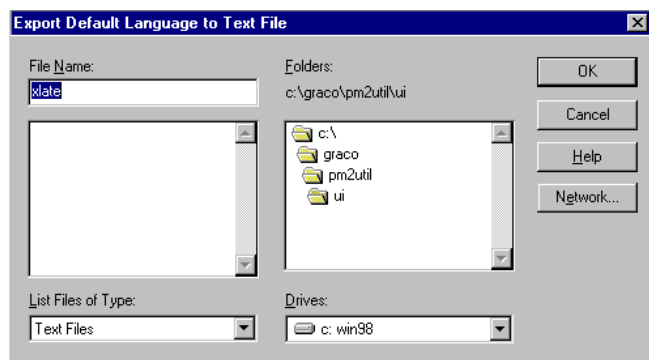 Export Default Language to Text File
File Name:
xlate
Folders:
c:\graco\pm2util\ui
c:\
graco
pm2util
ui
OK
Cancel
Help
Network...
List Files of Type:
Text Files
Drives:
c: win98